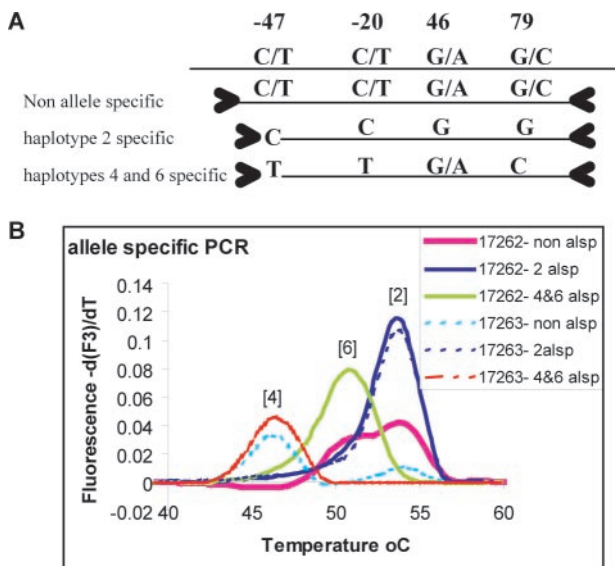 A
-47 -20 46 79
C/T C/T G/A G/C
C/T C/T G/A G/C
Non allele specific
haplotype 2 specific C C G G
haplotypes 4 and 6 specific T T G/A C
B
allele specific PCR
17262- non alsp
17262- 2 alsp
17262- 4&6 alsp
17263- non alsp
17263- 2alsp
17263- 4&6 alsp
[2]
[6]
[4]
Fluorescence -d(F3)/dT
0.14
0.12
0.1
0.08
0.06
0.04
0.02
0
-0.02
40 45 50 55 60
Temperature oC